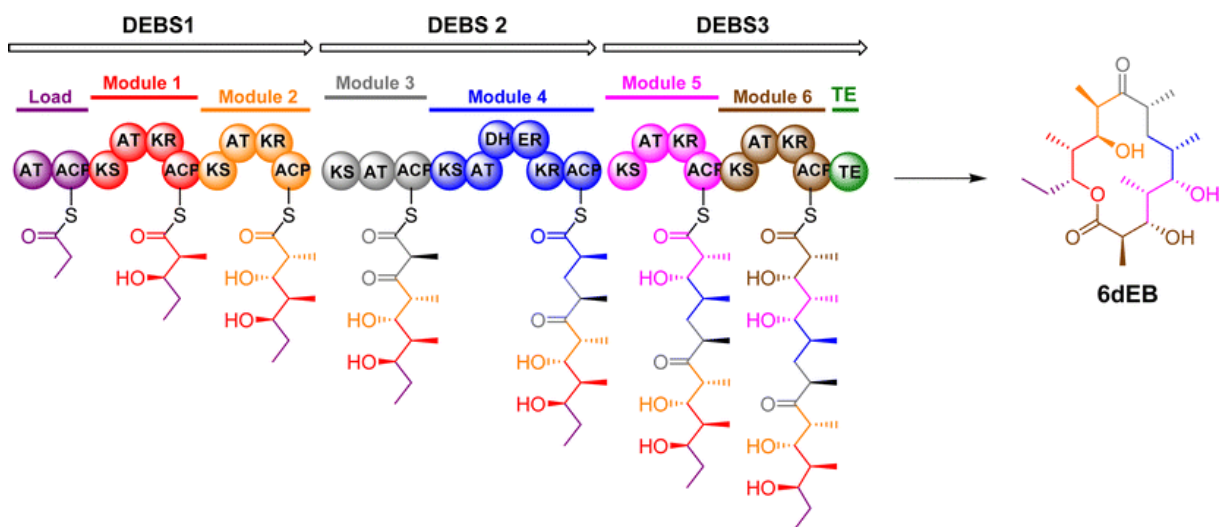 DEBS1 DEBS 2 DEBS3
Load Module 1 Module 2 Module 3 Module 4 Module 5 Module 6 TE
AT ACP KS AT KR ACP KS AT KR ACP KS AT ACP KS AT DH ER KR ACP KS AT KR ACP KS AT KR ACP TE
S S S S S S S
O O O O O O O
HO HO O HO
HO HO O HO HO
HO HO O O
HO HO HO
HO HO HO
O
OH
O
OH
O
OH
6dEB